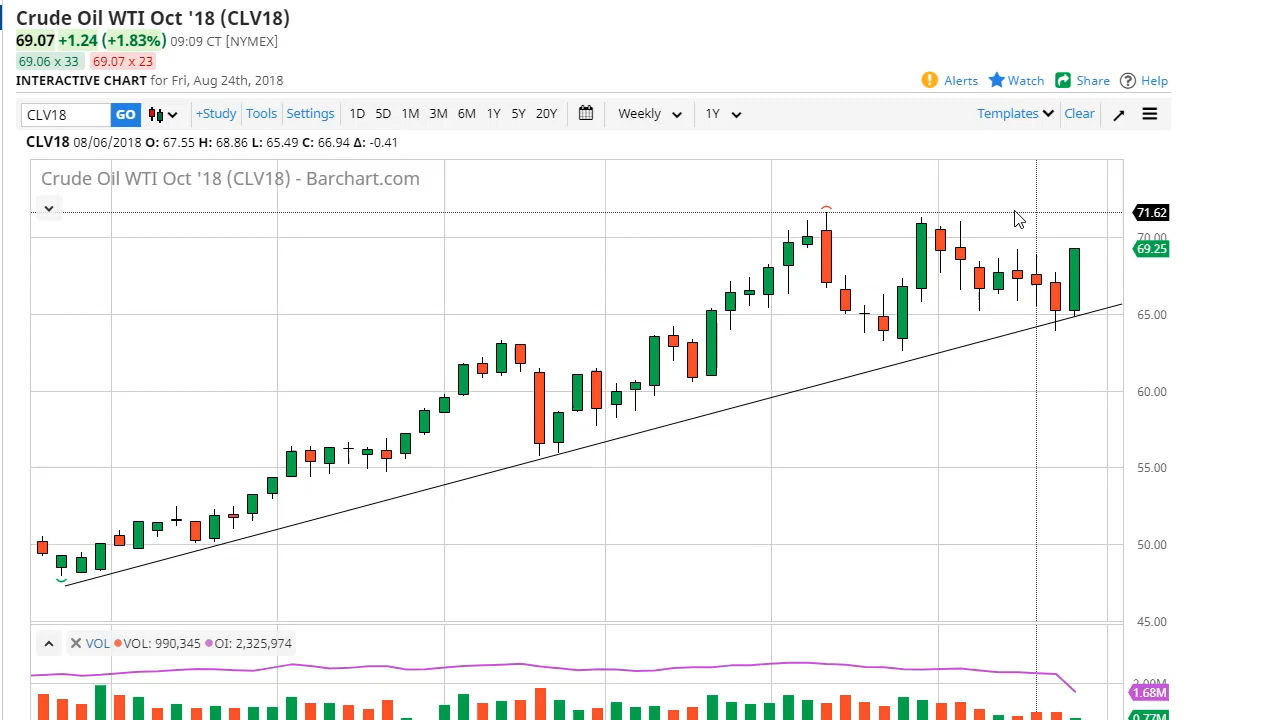 Crude Oil WTI Oct '18 (CLV18)
69.07 +1.24 (+1.83%) 09:09 CT [NYMEX]
69.06 x 33 69.07 x 23
INTERACTIVE CHART for Fri, Aug 24th, 2018
Alerts Watch Share Help
CLV18 GO +Study Tools Settings 1D 5D 1M 3M 6M 1Y 5Y 20Y Weekly 1Y Templates Clear
CLV18 08/06/2018 O: 67.55 H: 68.86 L: 65.49 C: 66.94 Δ: -0.41
Crude Oil WTI Oct '18 (CLV18) - Barchart.com
71.62
70.00
69.25
65.00
60.00
55.00
50.00
45.00
VOL VOL: 990,345 OI: 2,325,974
2.00M
1.68M
0.77M